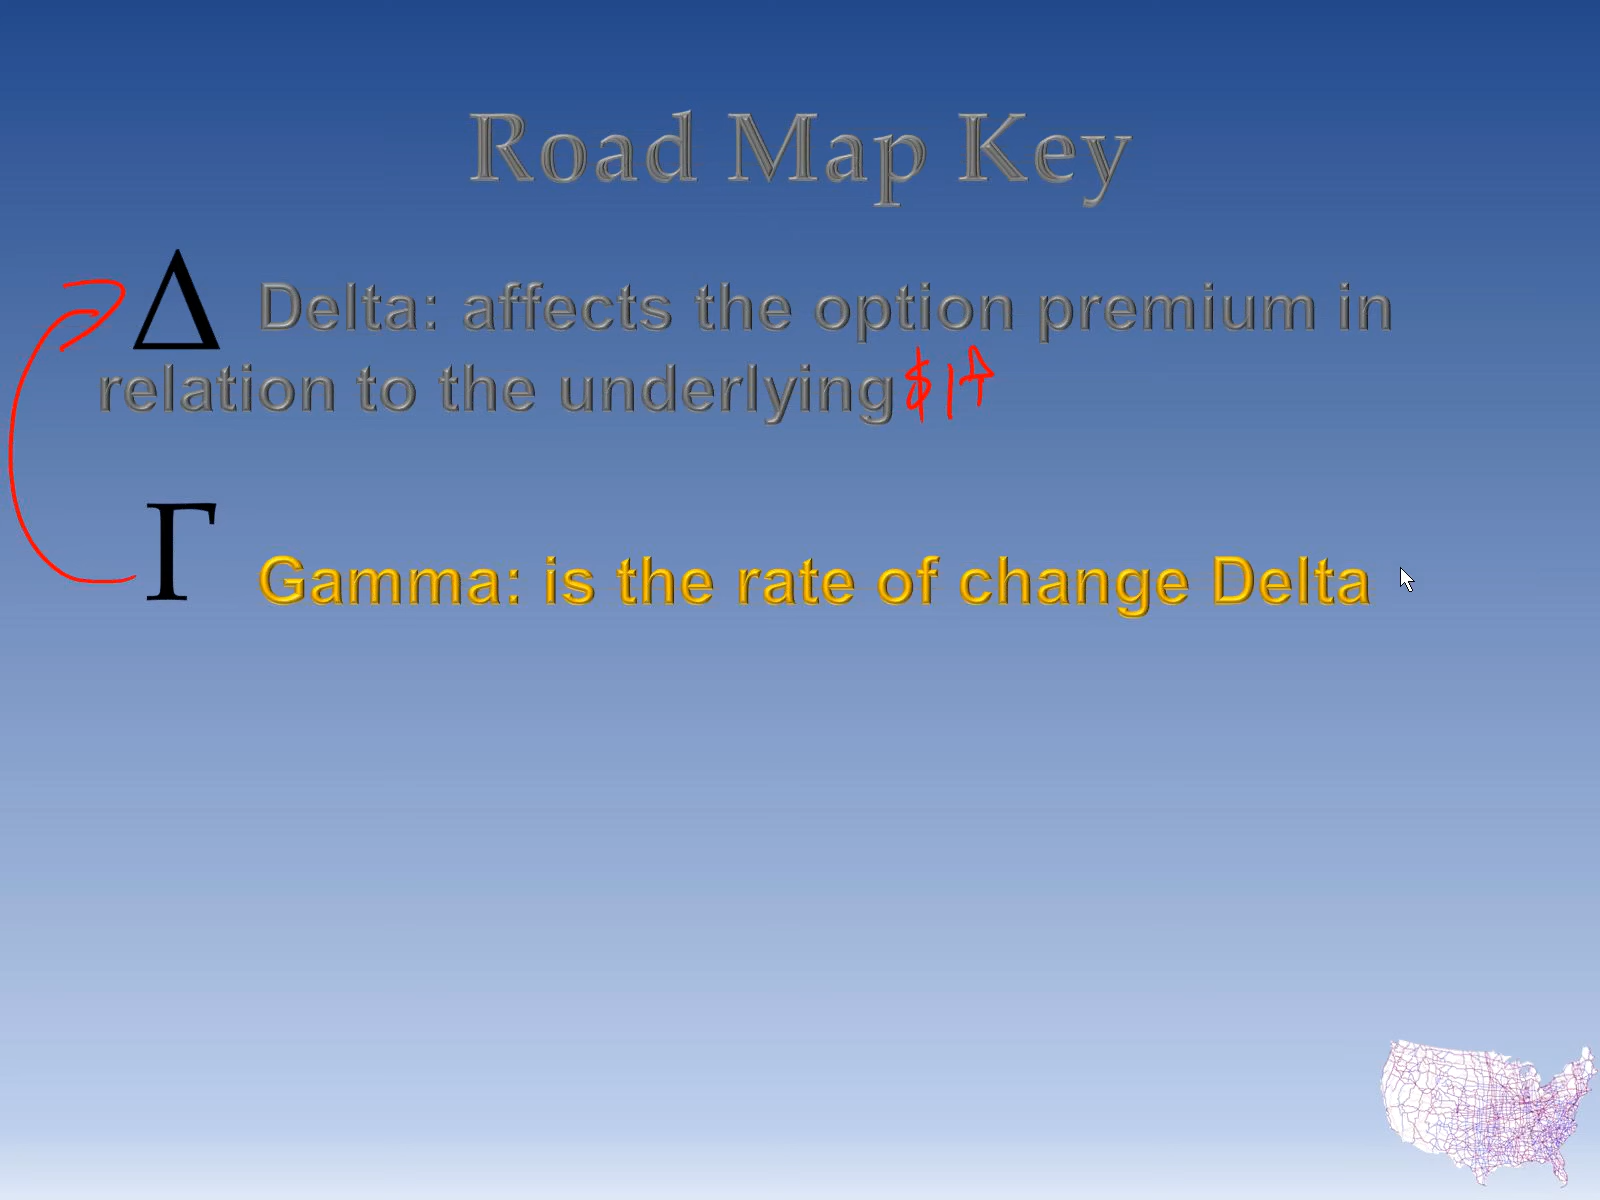 Road Map Key
Δ Delta: affects the option premium in
relation to the underlying $1↑
Γ Gamma: is the rate of change Delta